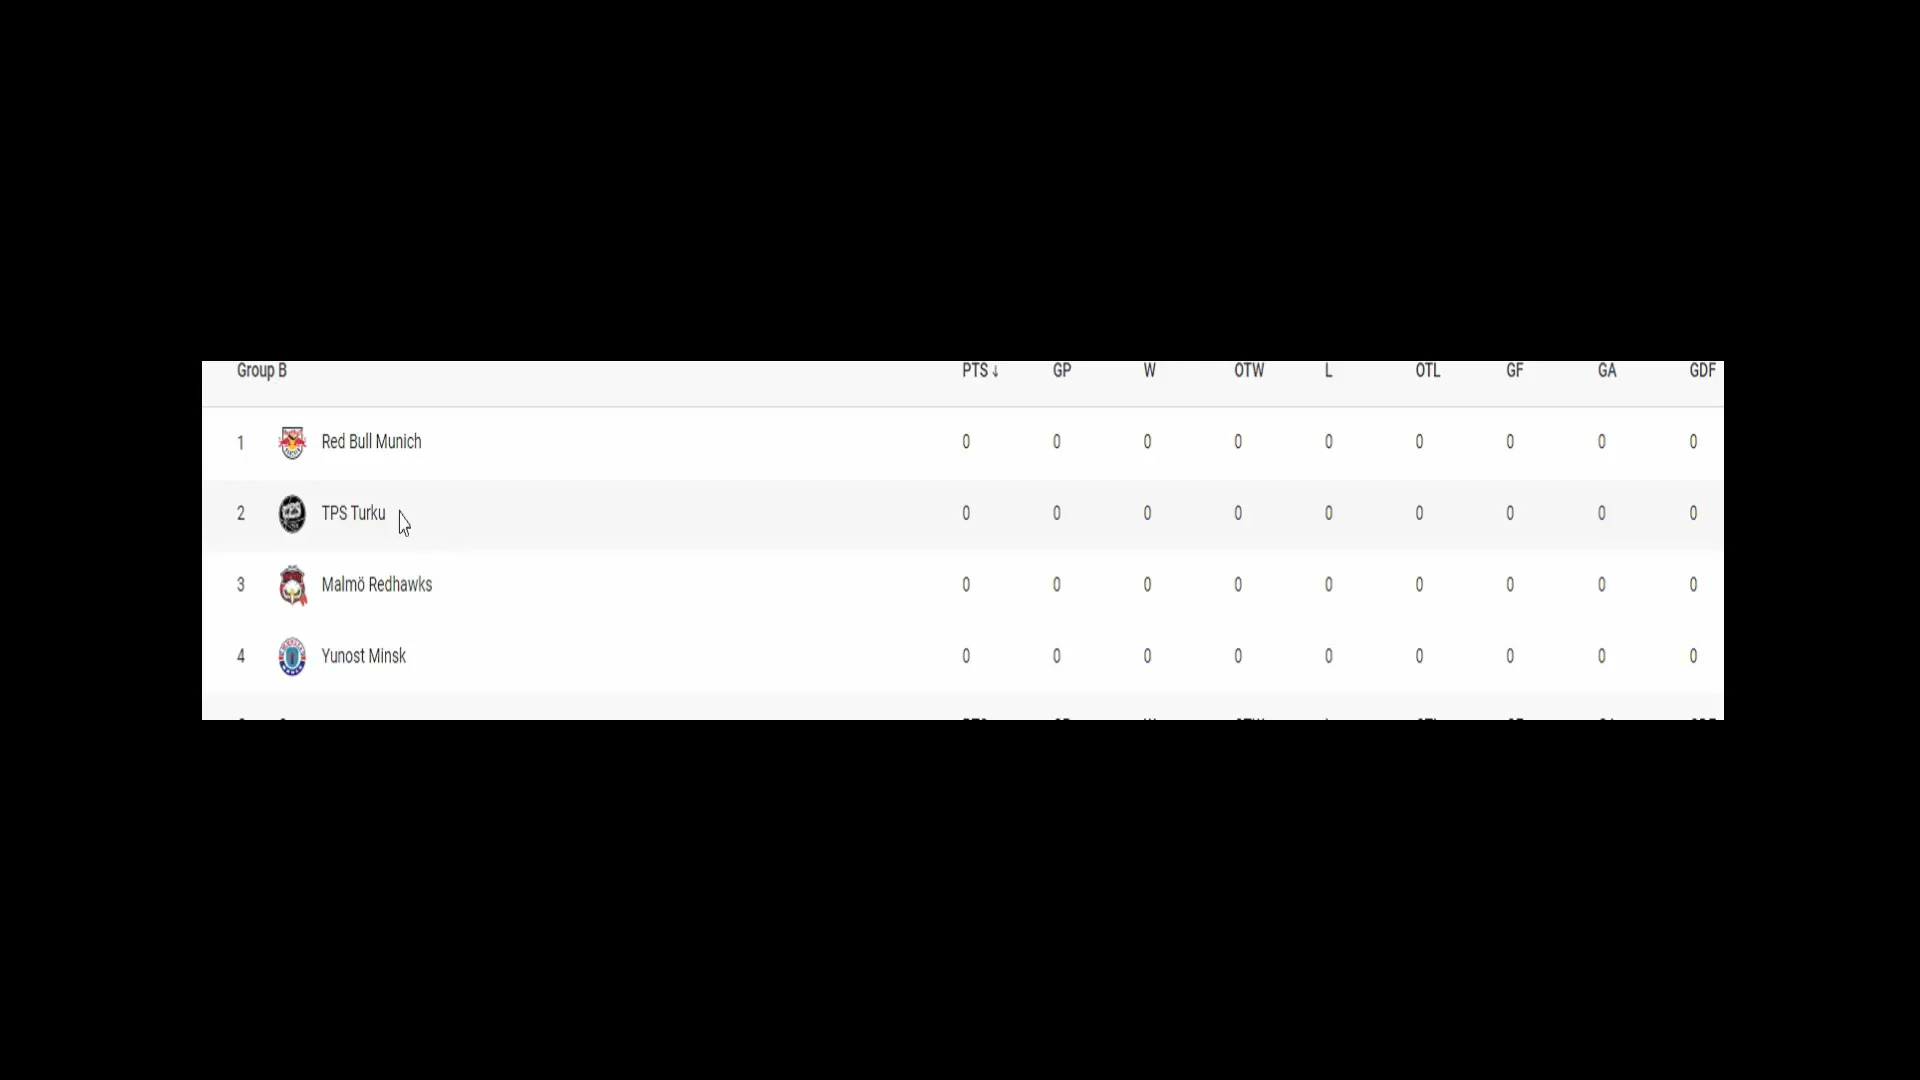 Group B PTS ↓ GP W OTW L OTL GF GA GDF
1 Red Bull Munich 0 0 0 0 0 0 0 0 0
2 TPS Turku 0 0 0 0 0 0 0 0 0
3 Malmö Redhawks 0 0 0 0 0 0 0 0 0
4 Yunost Minsk 0 0 0 0 0 0 0 0 0